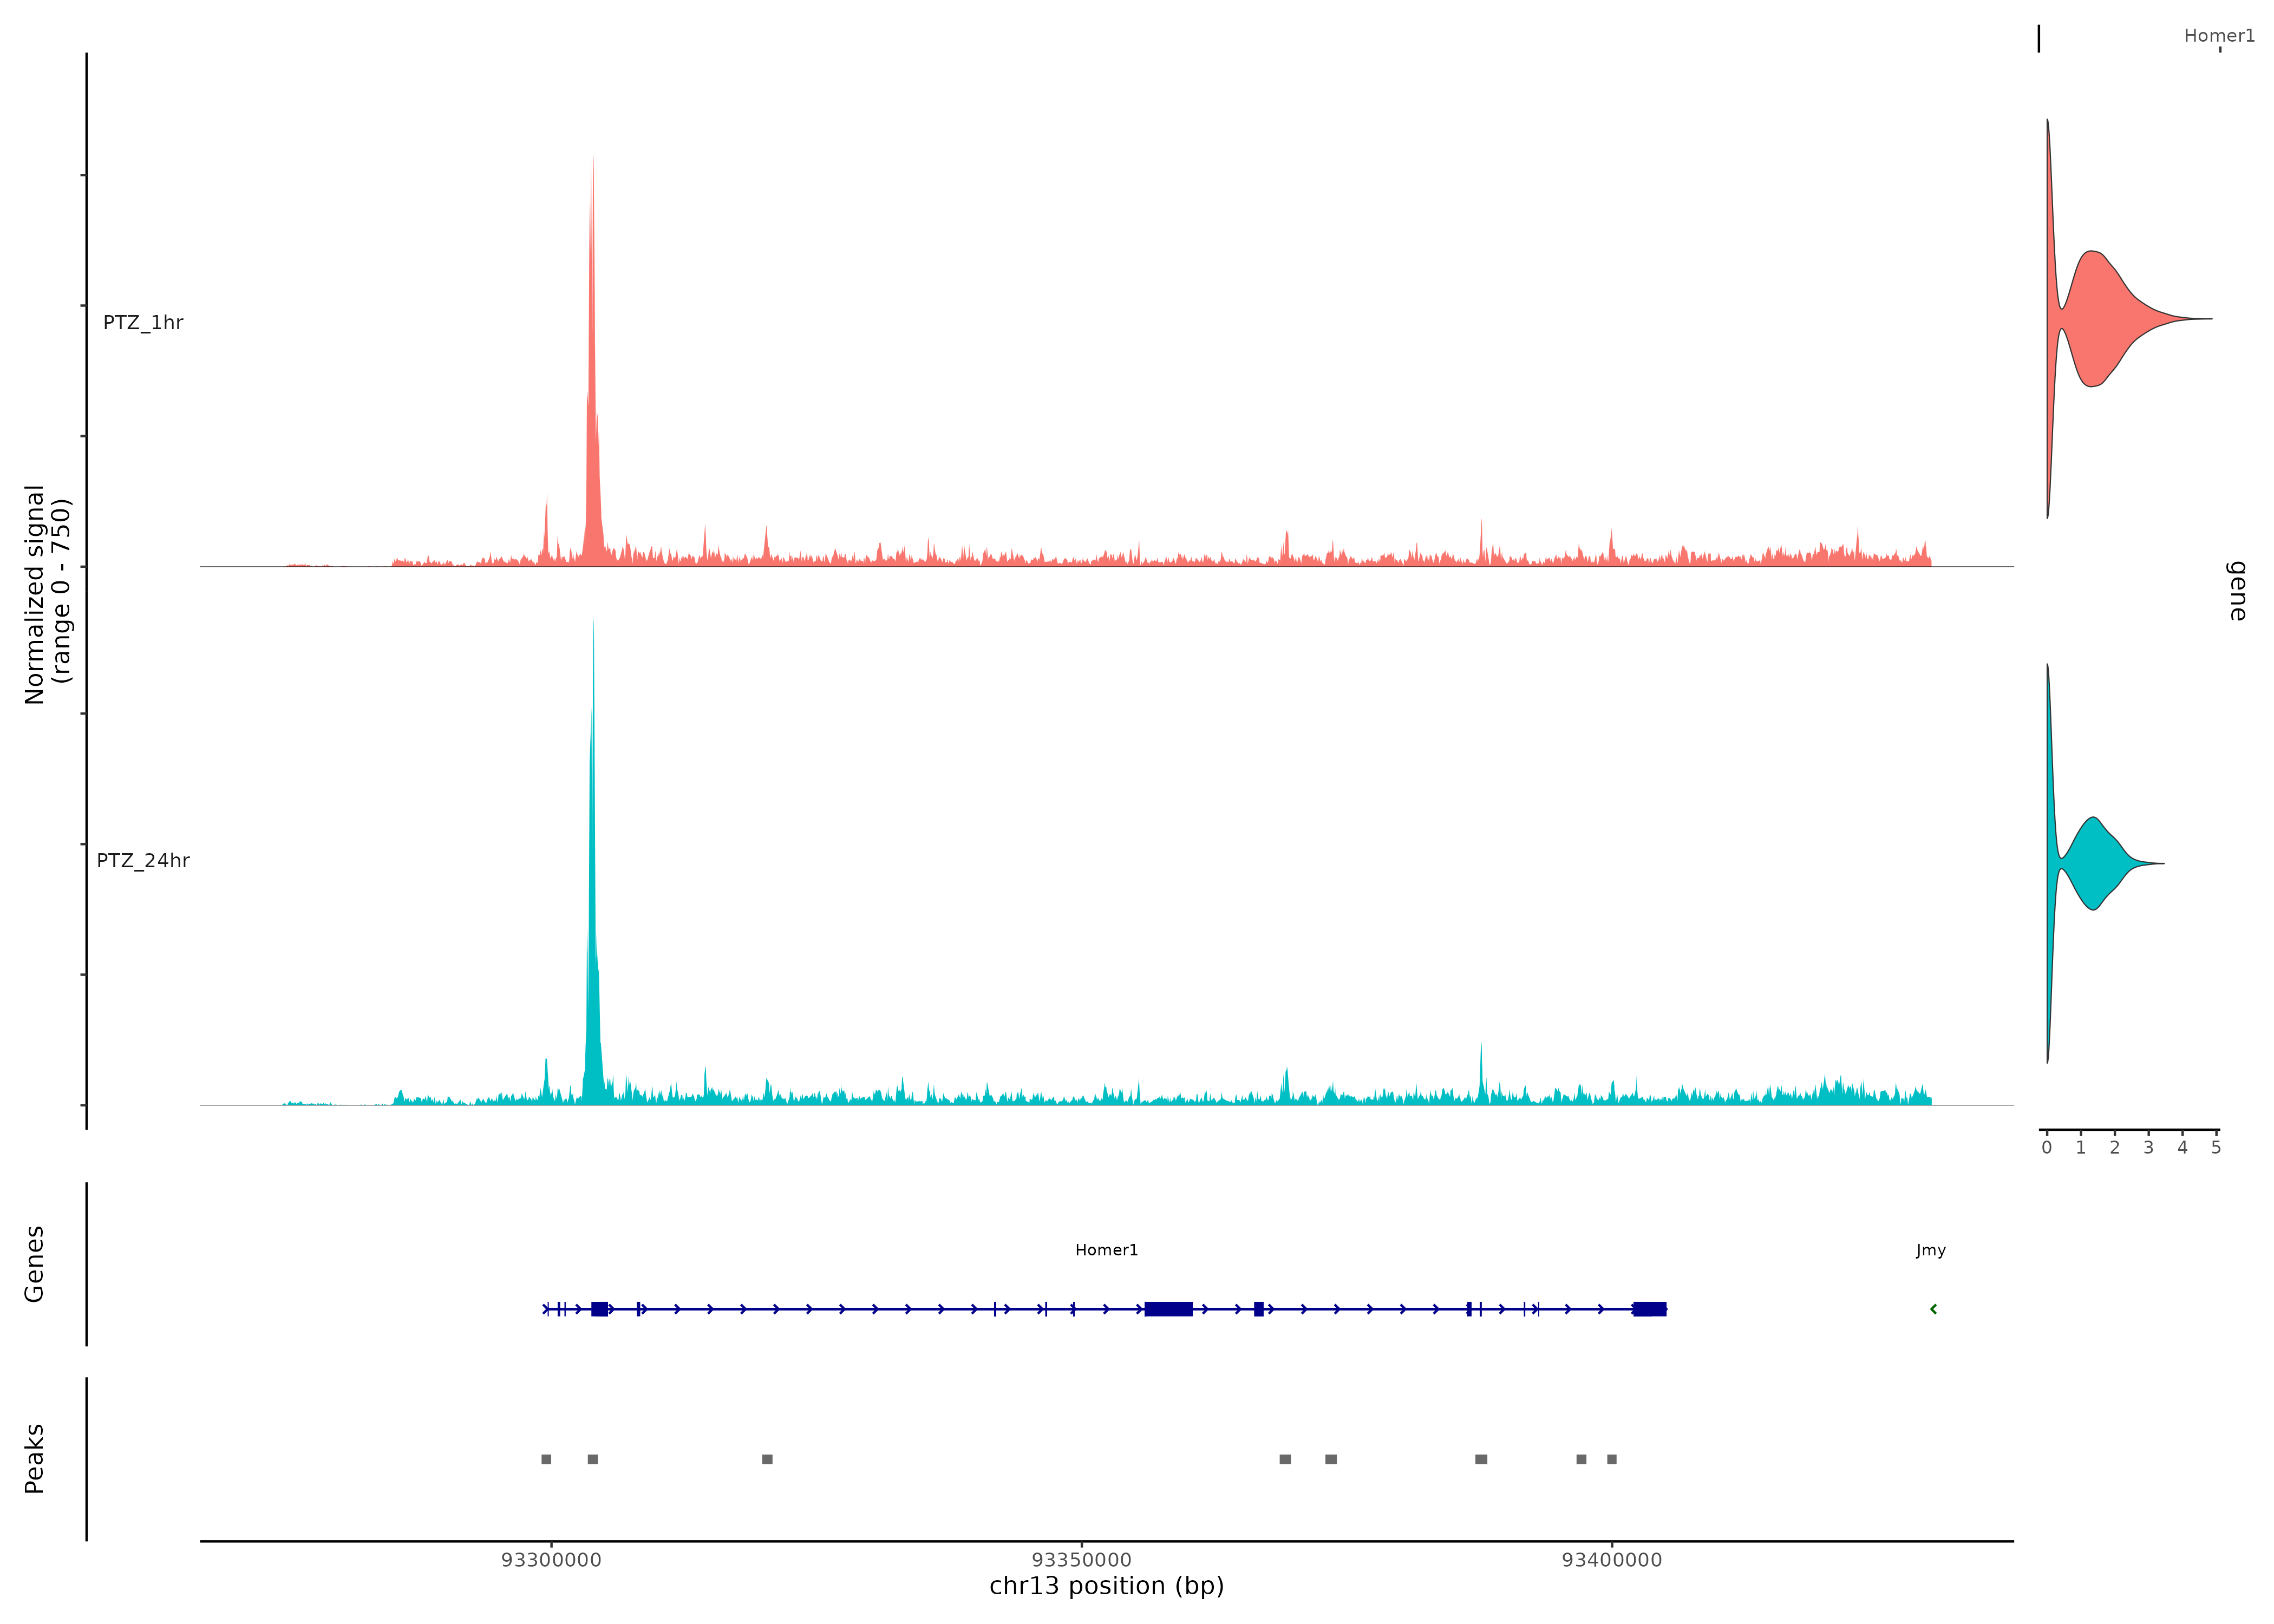 Homer1
Normalized signal
(range 0 - 750)
PTZ_1hr
PTZ_24hr
gene
0 1 2 3 4 5
Genes
Homer1
Jmy
Peaks
93300000 93350000 93400000
chr13 position (bp)